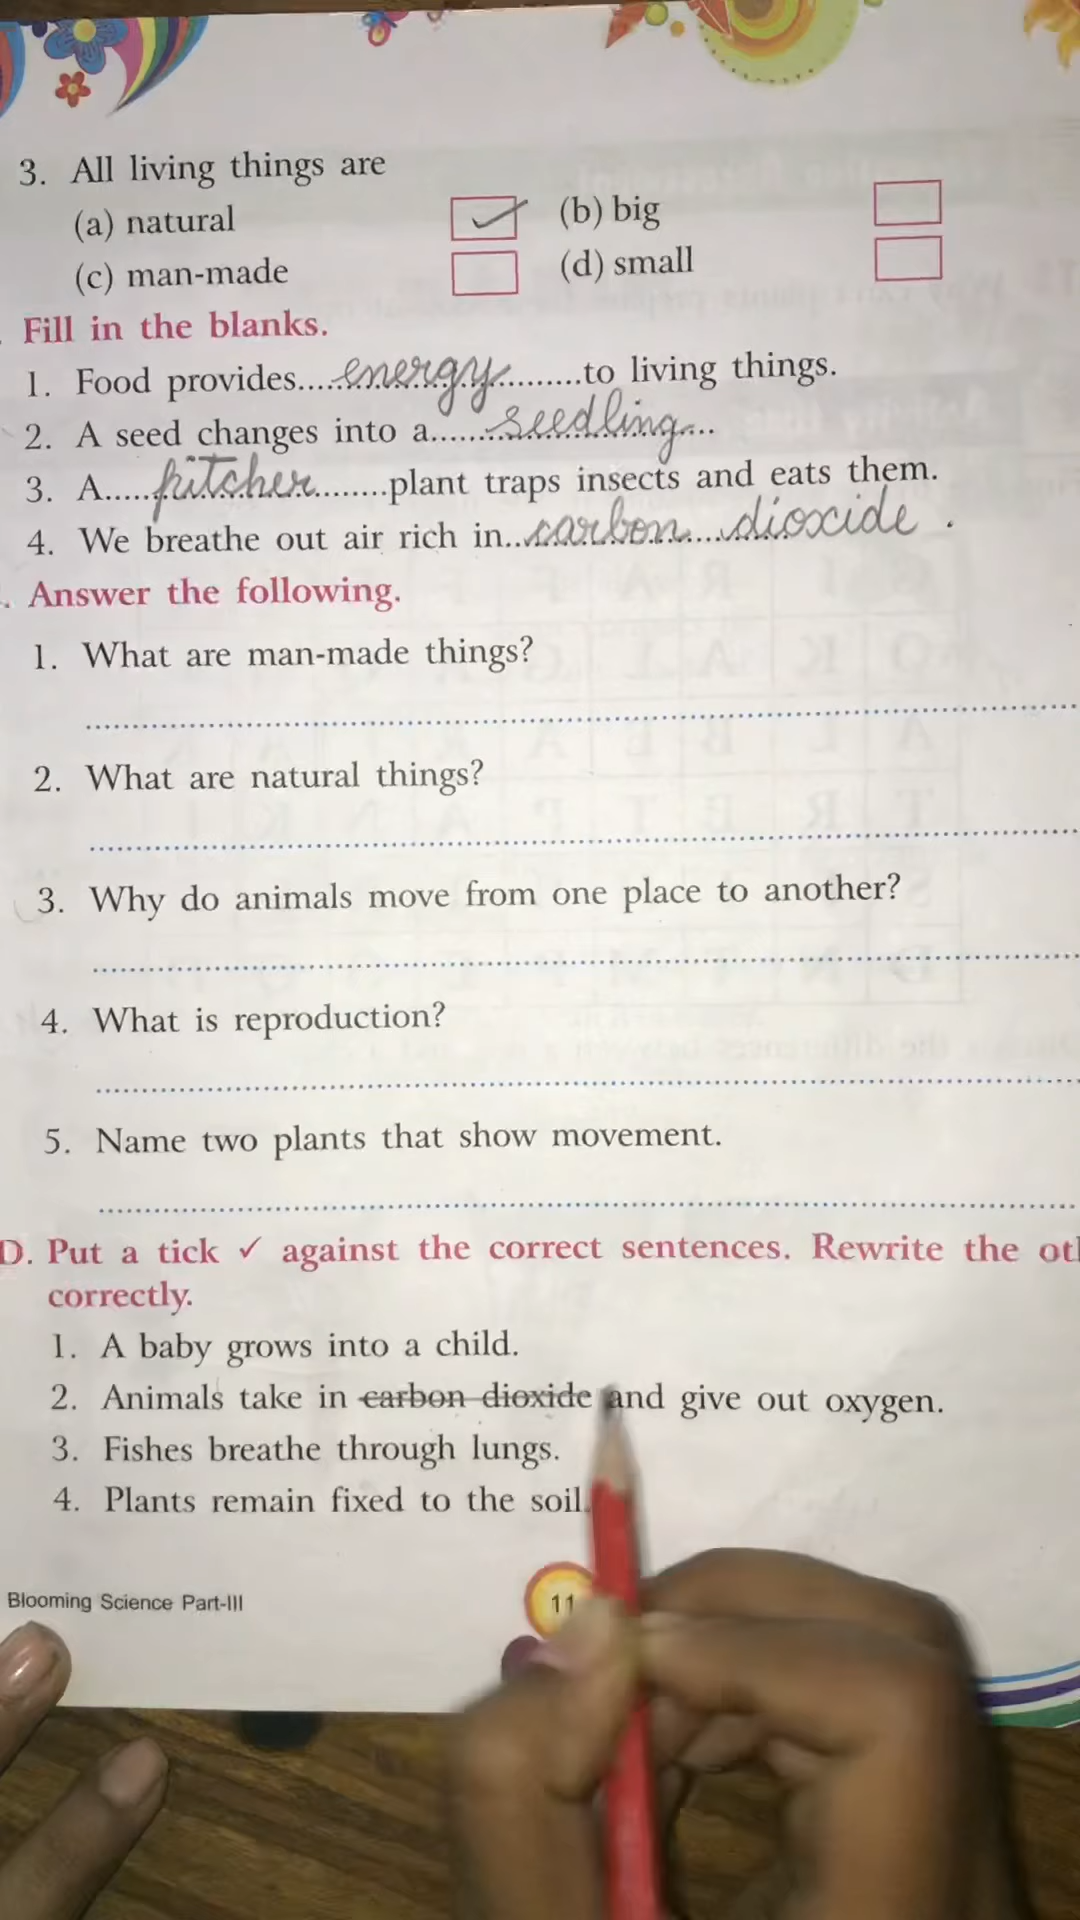 3. All living things are
(a) natural (b) big
(c) man-made (d) small
Fill in the blanks.
1. Food provides....energy.........to living things.
2. A seed changes into a......seedling...
3. A.....pitcher........plant traps insects and eats them.
4. We breathe out air rich in..carbon....dioxide .
. Answer the following.
1. What are man-made things?
2. What are natural things?
3. Why do animals move from one place to another?
4. What is reproduction?
5. Name two plants that show movement.
D. Put a tick ✓ against the correct sentences. Rewrite the
correctly.
1. A baby grows into a child.
2. Animals take in carbon dioxide and give out oxygen.
3. Fishes breathe through lungs.
4. Plants remain fixed to the soil.
Blooming Science Part-III
11